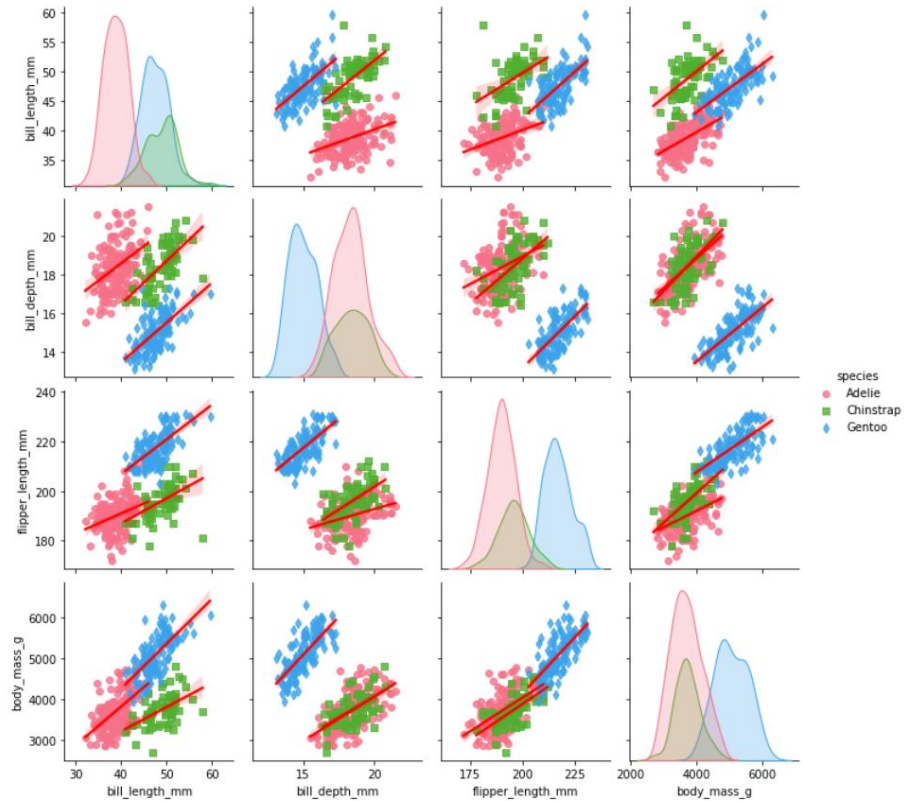 60
55
50
45
40
35
bill_length_mm
20
18
16
14
bill_depth_mm
species
Adelie
Chinstrap
Gentoo
240
220
200
180
flipper_length_mm
6000
5000
4000
3000
body_mass_g
30 40 50 60
bill_length_mm
15 20
bill_depth_mm
175 200 225
flipper_length_mm
2000 4000 6000
body_mass_g